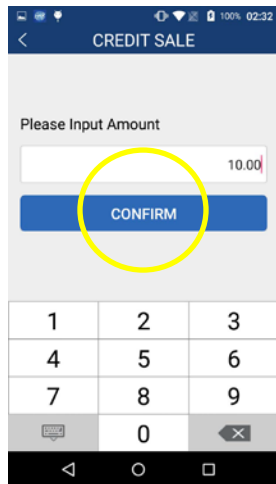 100% 02:32
CREDIT SALE
Please Input Amount
10.00
CONFIRM
1 2 3
4 5 6
7 8 9
0